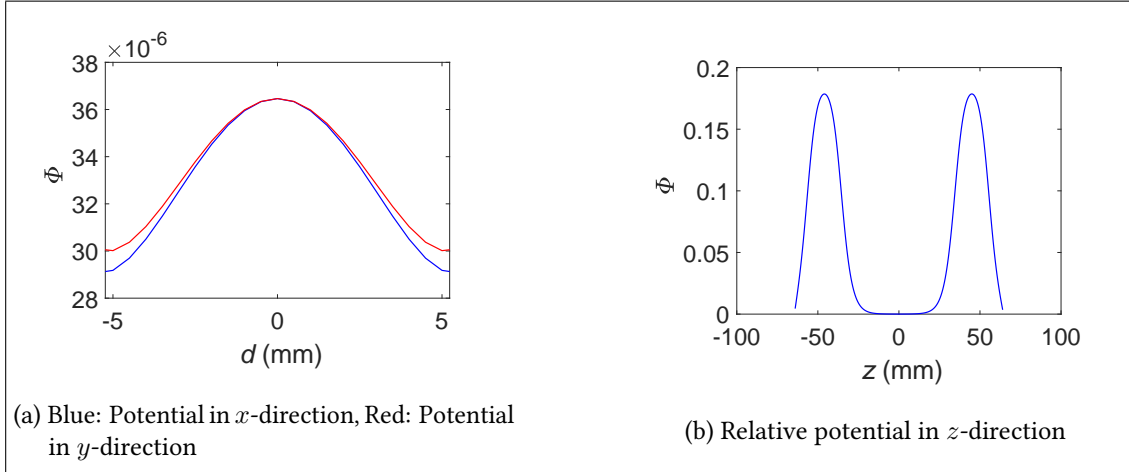 ×10⁻⁶
38
36
34
32
30
28
Φ
-5
0
5
d (mm)
(a) Blue: Potential in x-direction, Red: Potential
in y-direction
0.2
0.15
0.1
0.05
0
Φ
-100
-50
0
50
100
z (mm)
(b) Relative potential in z-direction